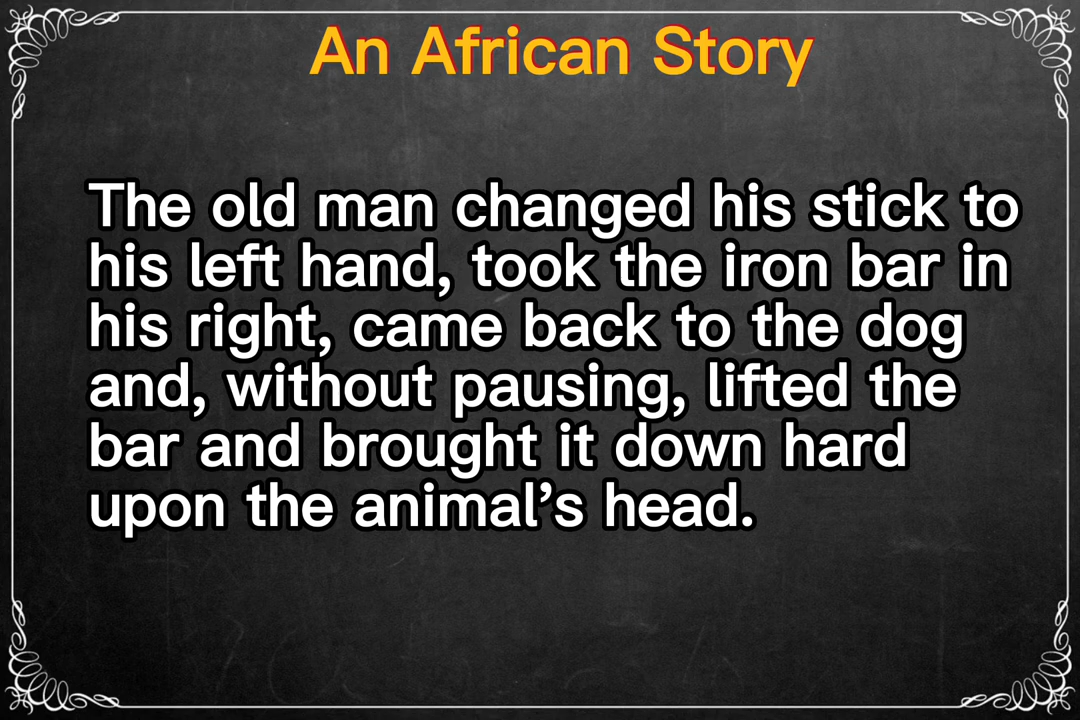 An African Story
The old man changed his stick to
his left hand, took the iron bar in
his right, came back to the dog
and, without pausing, lifted the
bar and brought it down hard
upon the animal’s head.